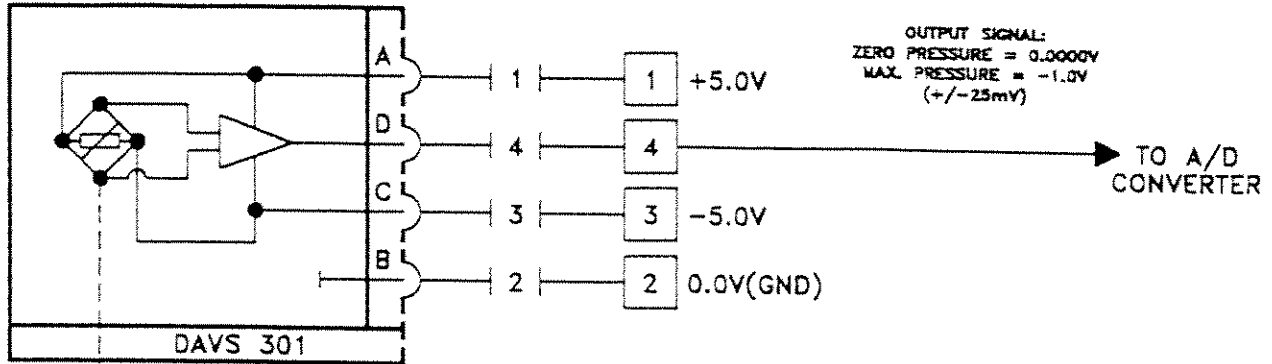 OUTPUT SIGNAL:
ZERO PRESSURE = 0.0000V
MAX. PRESSURE = -1.0V
(+/-25mV)
A
1
1
+5.0V
D
4
4
TO A/D
CONVERTER
C
3
3
-5.0V
B
2
2
0.0V(GND)
DAVS 301